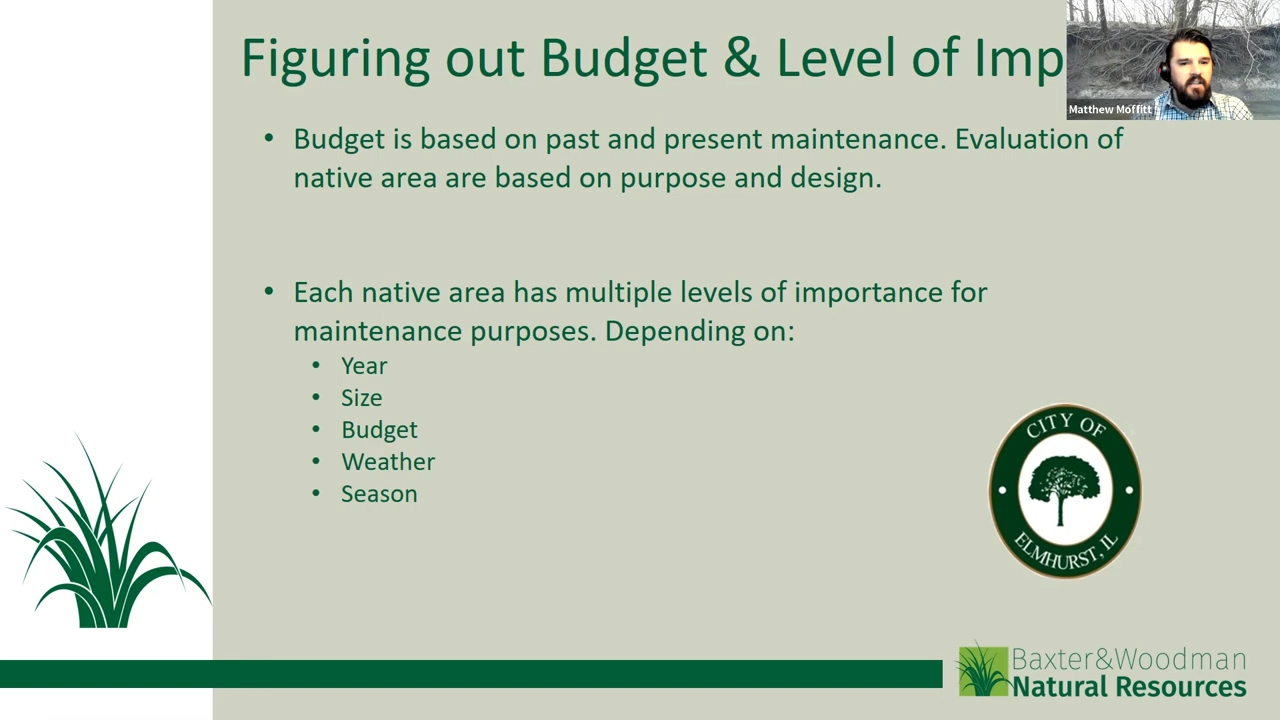 Figuring out Budget & Level of Imp
Matthew Moffitt
• Budget is based on past and present maintenance. Evaluation of
native area are based on purpose and design.
• Each native area has multiple levels of importance for
maintenance purposes. Depending on:
• Year
• Size
• Budget
• Weather
• Season
CITY OF
ELMHURST, IL
Baxter&Woodman
Natural Resources